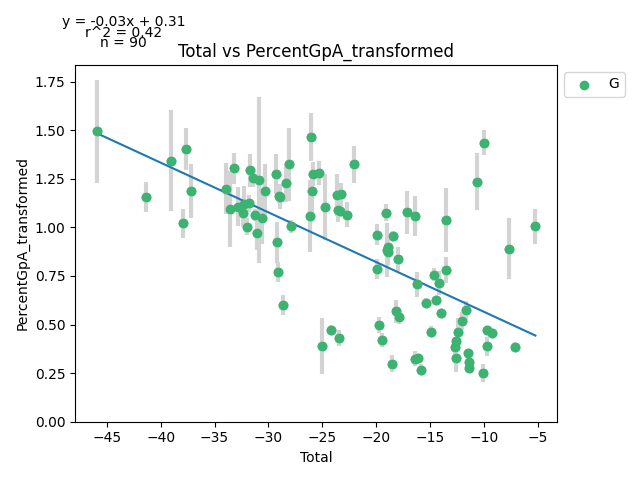 y = -0.03x + 0.31
r^2 = 0.42
n = 90
Total vs PercentGpA_transformed
G
PercentGpA_transformed
1.75
1.50
1.25
1.00
0.75
0.50
0.25
0.00
−45 −40 −35 −30 −25 −20 −15 −10 −5
Total